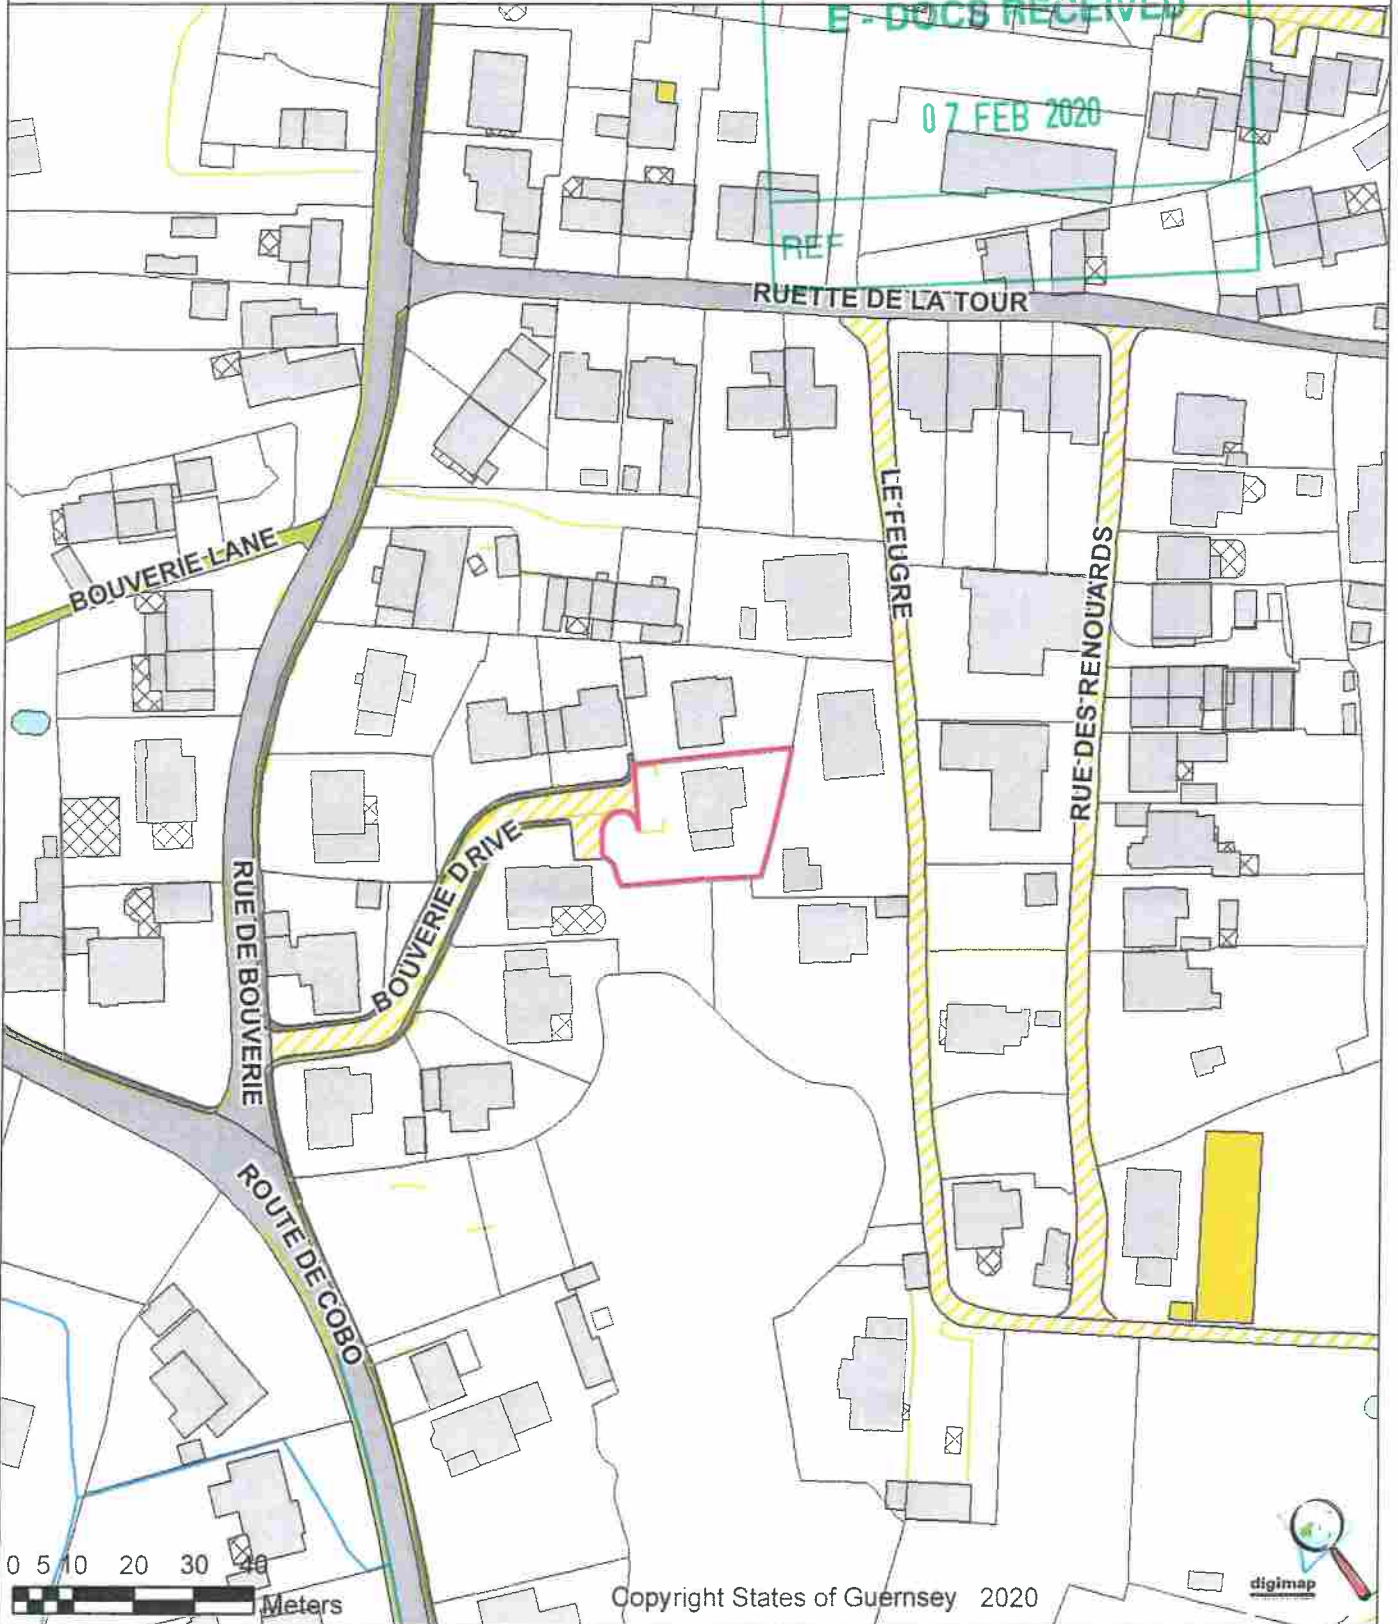 E - DOCS RECEIVED
07 FEB 2020
REF
RUETTE DE LA TOUR
LE FEUGRE
RUE DES RENOUARDS
BOUVERIE LANE
BOUVERIE DRIVE
RUE DE BOUVERIE
ROUTE DE COBO
0 5 10 20 30 40
Meters
Copyright States of Guernsey 2020
digimap